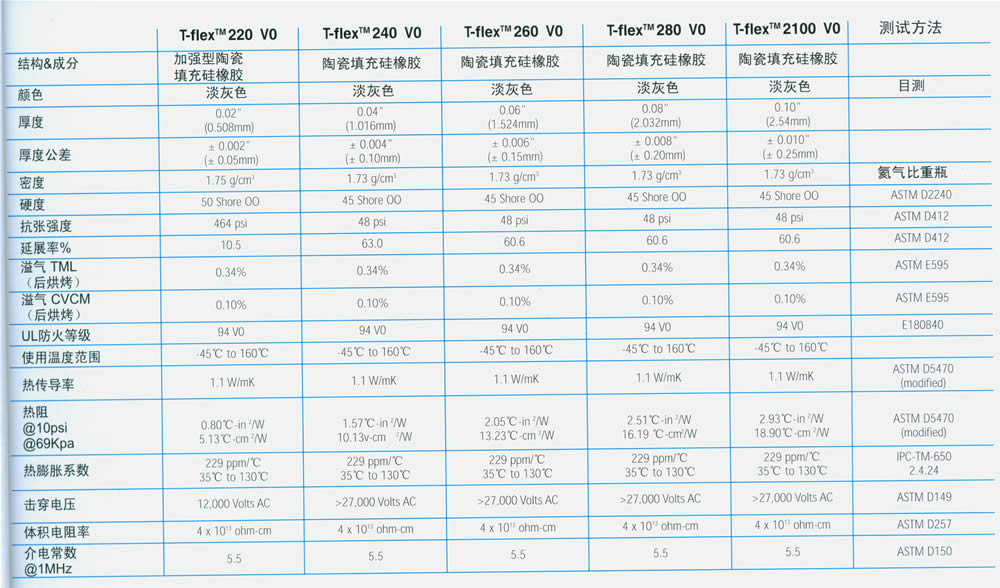 T-flex™ 220 V0 T-flex™ 240 V0 T-flex™ 260 V0 T-flex™ 280 V0 T-flex™ 2100 V0 测试方法
结构&成分 加强型陶瓷 陶瓷填充硅橡胶 陶瓷填充硅橡胶 陶瓷填充硅橡胶 陶瓷填充硅橡胶
填充硅橡胶
颜色 淡灰色 淡灰色 淡灰色 淡灰色 淡灰色 目测
厚度 0.02" 0.04" 0.06" 0.08" 0.10"
(0.508mm) (1.016mm) (1.524mm) (2.032mm) (2.54mm)
厚度公差 ± 0.002" ± 0.004" ± 0.006" ± 0.008" ± 0.010"
(± 0.05mm) (± 0.10mm) (± 0.15mm) (± 0.20mm) (± 0.25mm)
密度 1.75 g/cm³ 1.73 g/cm³ 1.73 g/cm³ 1.73 g/cm³ 1.73 g/cm³ 氦气比重瓶
硬度 50 Shore OO 45 Shore OO 45 Shore OO 45 Shore OO 45 Shore OO ASTM D2240
抗张强度 464 psi 48 psi 48 psi 48 psi 48 psi ASTM D412
延展率% 10.5 63.0 60.6 60.6 60.6 ASTM D412
溢气 TML 0.34% 0.34% 0.34% 0.34% 0.34% ASTM E595
（后烘烤）
溢气 CVCM 0.10% 0.10% 0.10% 0.10% 0.10% ASTM E595
（后烘烤）
UL防火等级 94 V0 94 V0 94 V0 94 V0 94 V0 E180840
使用温度范围 -45℃ to 160℃ -45℃ to 160℃ -45℃ to 160℃ -45℃ to 160℃ -45℃ to 160℃
热传导率 1.1 W/mK 1.1 W/mK 1.1 W/mK 1.1 W/mK 1.1 W/mK ASTM D5470
(modified)
热阻
@10psi 0.80℃-in ²/W 1.57℃-in ²/W 2.05℃-in ²/W 2.51℃-in ²/W 2.93℃-in ²/W ASTM D5470
@69Kpa 5.13℃-cm ²/W 10.13v-cm ²/W 13.23℃-cm ²/W 16.19 ℃-cm²/W 18.90℃-cm ²/W (modified)
热膨胀系数 229 ppm/℃ 229 ppm/℃ 229 ppm/℃ 229 ppm/℃ 229 ppm/℃ IPC-TM-650
35℃ to 130℃ 35℃ to 130℃ 35℃ to 130℃ 35℃ to 130℃ 35℃ to 130℃ 2.4.24
击穿电压 12,000 Volts AC >27,000 Volts AC >27,000 Volts AC >27,000 Volts AC >27,000 Volts AC ASTM D149
体积电阻率 4 x 10¹³ ohm-cm 4 x 10¹³ ohm-cm 4 x 10¹³ ohm-cm 4 x 10¹³ ohm-cm 4 x 10¹³ ohm-cm ASTM D257
介电常数 5.5 5.5 5.5 5.5 5.5 ASTM D150
@1MHz